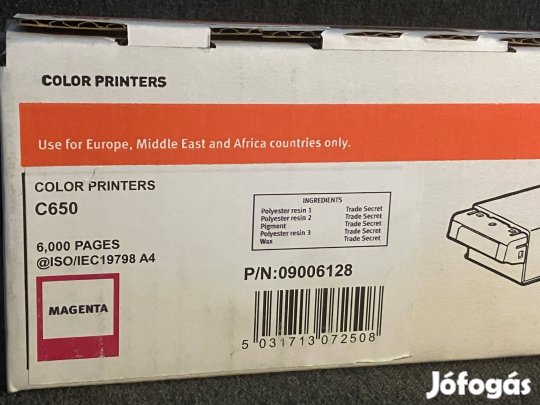 COLOR PRINTERS
Use for Europe, Middle East and Africa countries only.
COLOR PRINTERS
C650
6,000 PAGES
@ISO/IEC19798 A4
MAGENTA
INGREDIENTS
Polyester resin 1 Trade Secret
Polyester resin 2 Trade Secret
Pigment Trade Secret
Polyester resin 3 Trade Secret
Wax Trade Secret
P/N:09006128
5 031713 072508
Jófogás